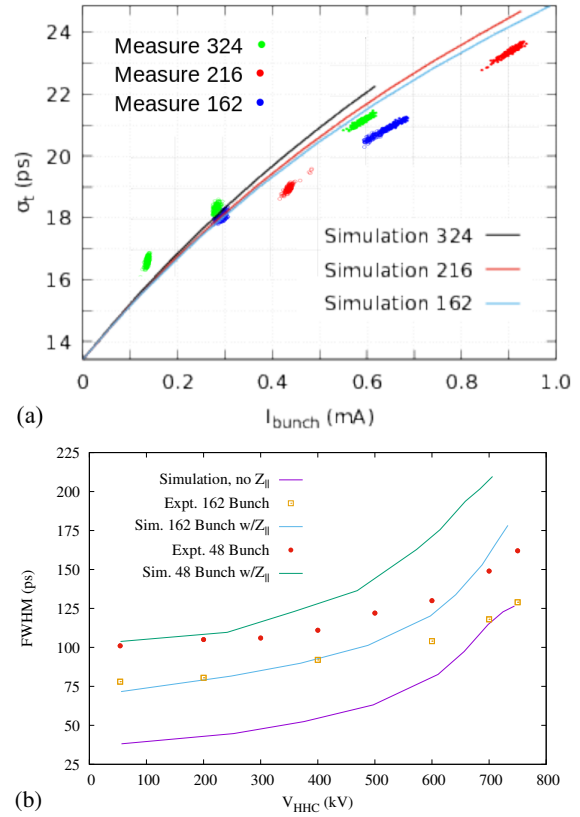 24
22
20
18
16
14
σt (ps)
Measure 324
Measure 216
Measure 162
Simulation 324
Simulation 216
Simulation 162
0 0.2 0.4 0.6 0.8 1.0
(a) Ibunch (mA)
225
200
175
150
125
100
75
50
25
FWHM (ps)
Simulation, no Z||
Expt. 162 Bunch
Sim. 162 Bunch w/Z||
Expt. 48 Bunch
Sim. 48 Bunch w/Z||
0 100 200 300 400 500 600 700 800
(b) VHHC (kV)